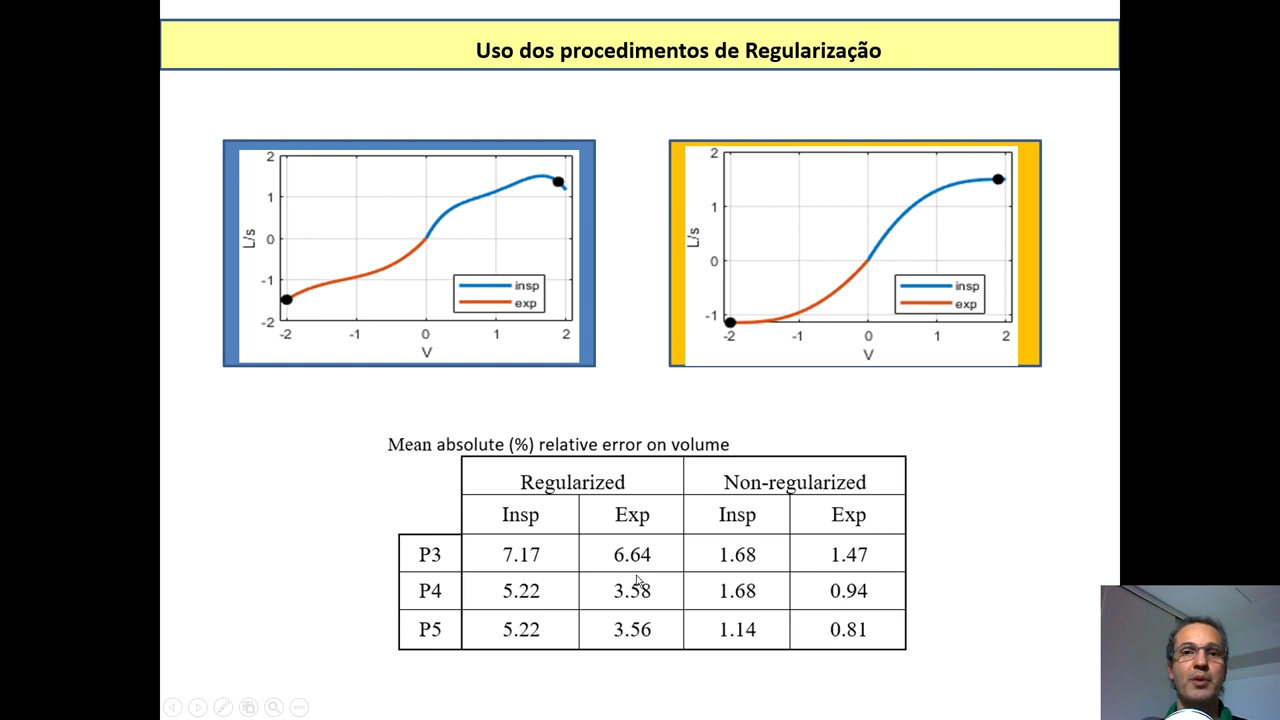 Uso dos procedimentos de Regularização
2
1
0
-1
-2
L/s
-2 -1 0 1 2
V
insp
exp
2
1
0
-1
L/s
-2 -1 0 1 2
V
insp
exp
Mean absolute (%) relative error on volume
Regularized Non-regularized
Insp Exp Insp Exp
P3 7.17 6.64 1.68 1.47
P4 5.22 3.58 1.68 0.94
P5 5.22 3.56 1.14 0.81